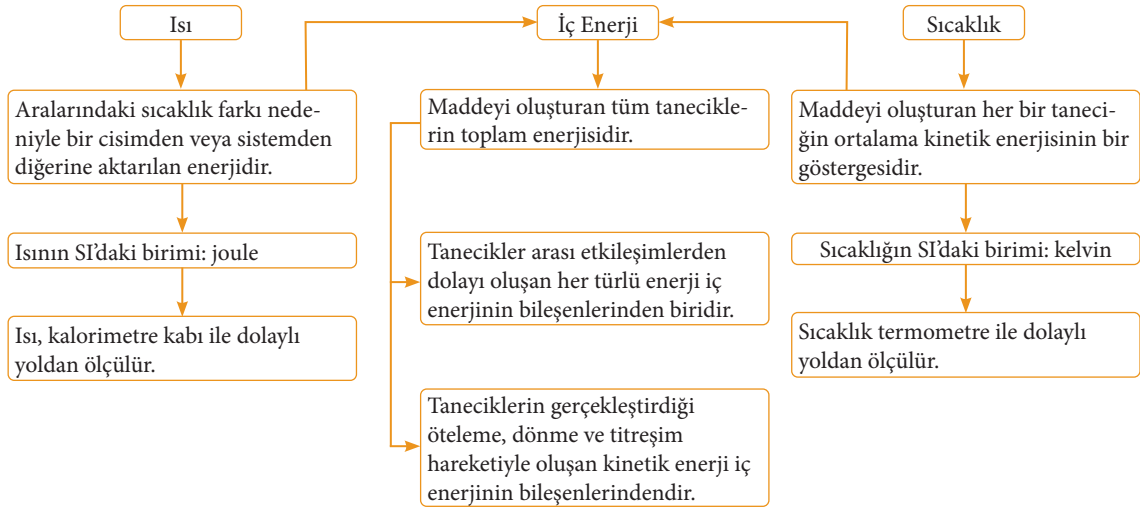 Isı
Aralarındaki sıcaklık farkı nede-
niyle bir cisimden veya sistemden
diğerine aktarılan enerjidir.
Isının SI’daki birimi: joule
Isı, kalorimetre kabı ile dolaylı
yoldan ölçülür.
İç Enerji
Maddeyi oluşturan tüm tanecikle-
rin toplam enerjisidir.
Tanecikler arası etkileşimlerden
dolayı oluşan her türlü enerji iç
enerjinin bileşenlerinden biridir.
Taneciklerin gerçekleştirdiği
öteleme, dönme ve titreşim
hareketiyle oluşan kinetik enerji iç
enerjinin bileşenlerindendir.
Sıcaklık
Maddeyi oluşturan her bir taneci-
ğin ortalama kinetik enerjisinin bir
göstergesidir.
Sıcaklığın SI’daki birimi: kelvin
Sıcaklık termometre ile dolaylı
yoldan ölçülür.